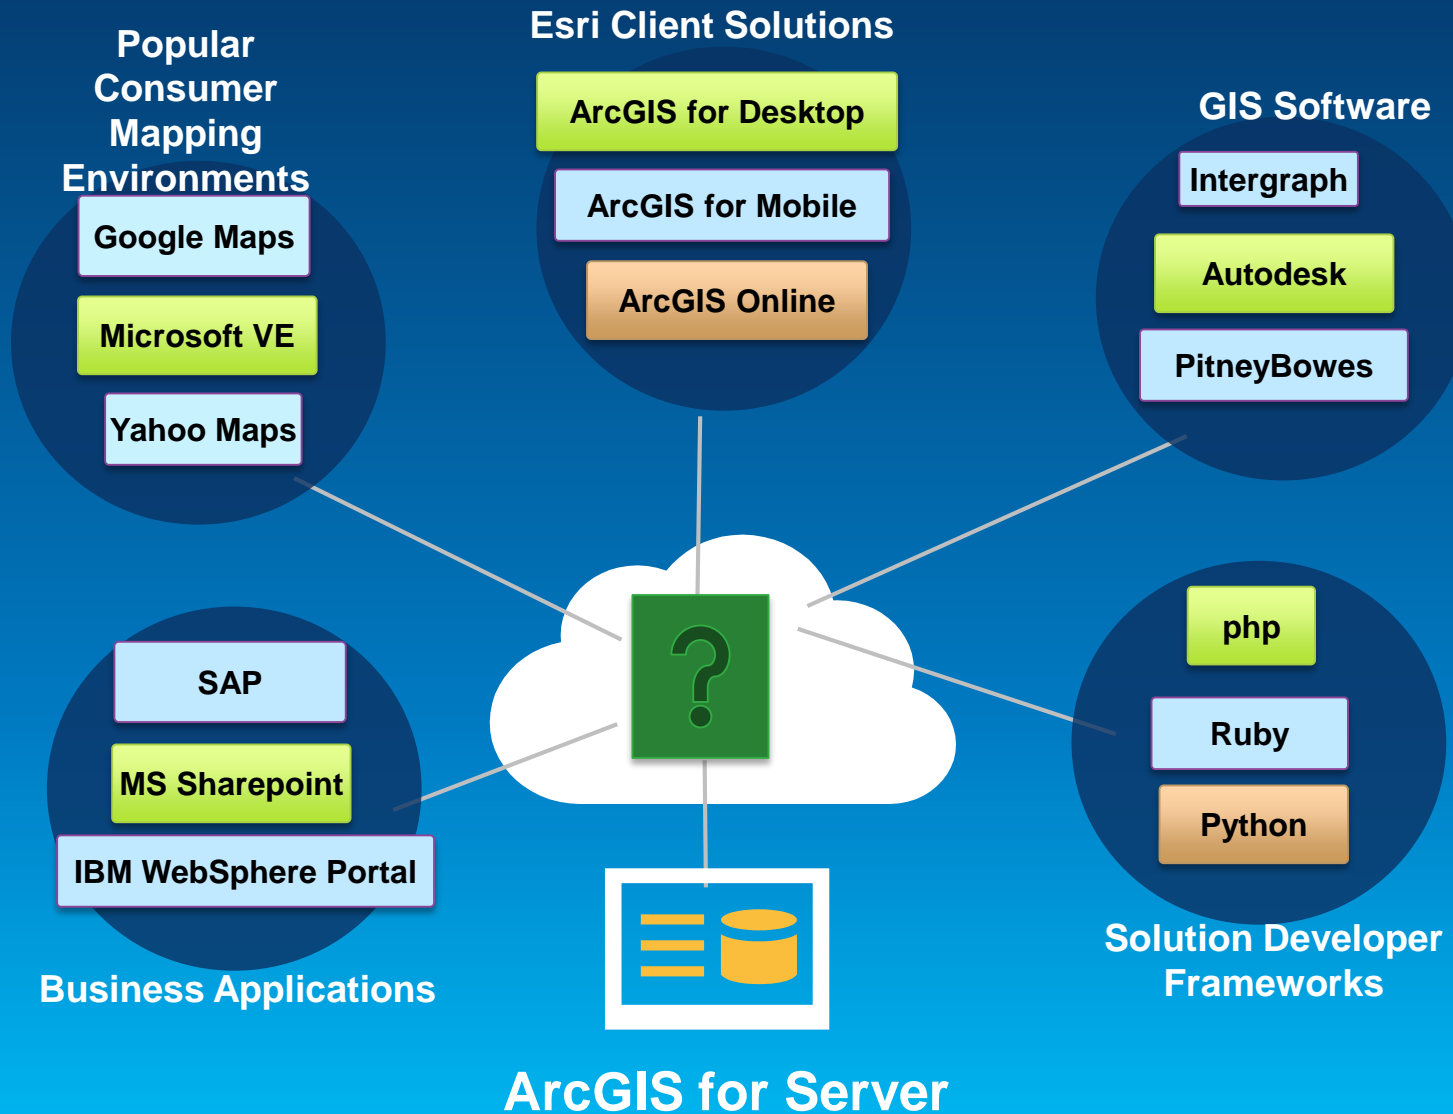 Esri Client Solutions
ArcGIS for Desktop
ArcGIS for Mobile
ArcGIS Online
Popular
Consumer
Mapping
Environments
Google Maps
Microsoft VE
Yahoo Maps
GIS Software
Intergraph
Autodesk
PitneyBowes
?
SAP
MS Sharepoint
IBM WebSphere Portal
Business Applications
php
Ruby
Python
Solution Developer
Frameworks
ArcGIS for Server